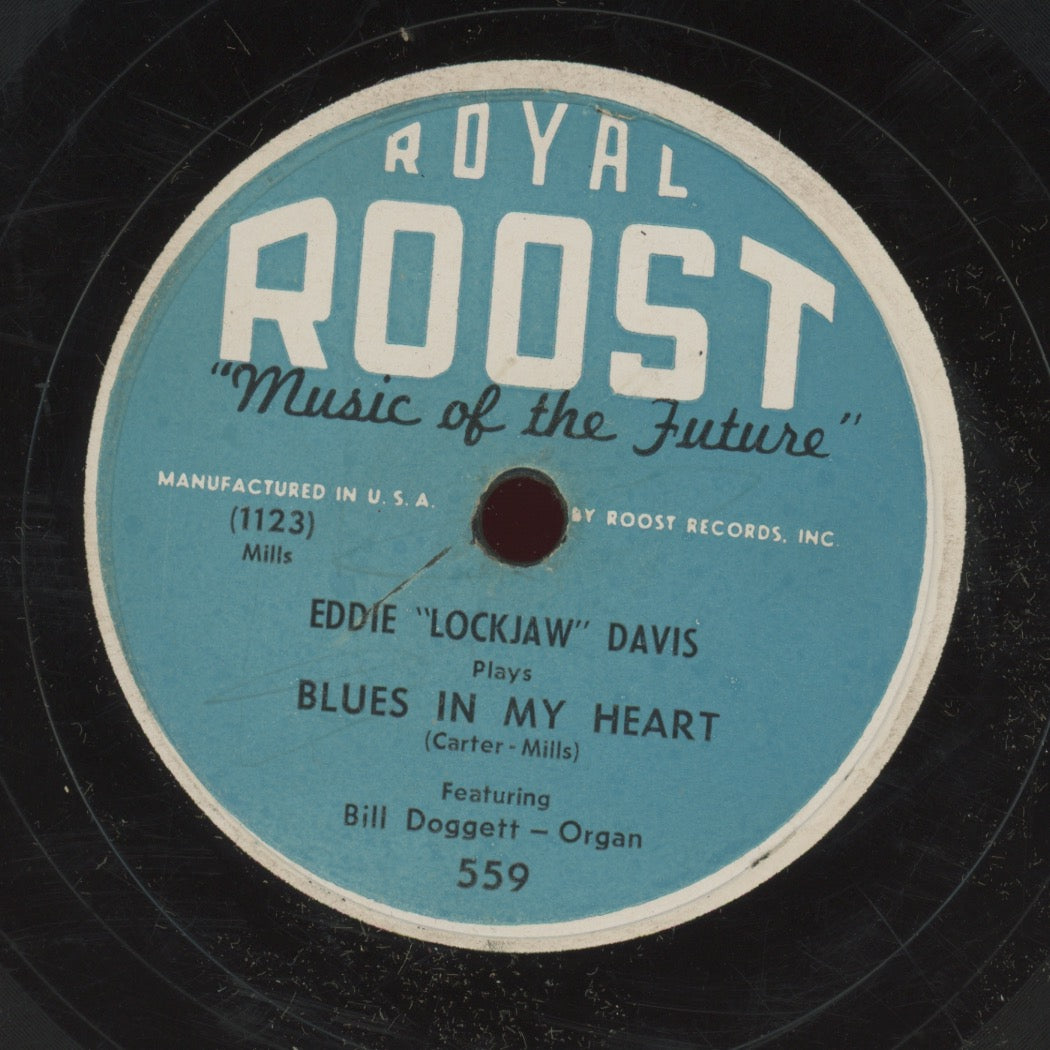 ROYAL
ROOST
"Music of the Future"
MANUFACTURED IN U. S. A. BY ROOST RECORDS, INC.
(1123)
Mills
EDDIE "LOCKJAW" DAVIS
Plays
BLUES IN MY HEART
(Carter - Mills)
Featuring
Bill Doggett – Organ
559